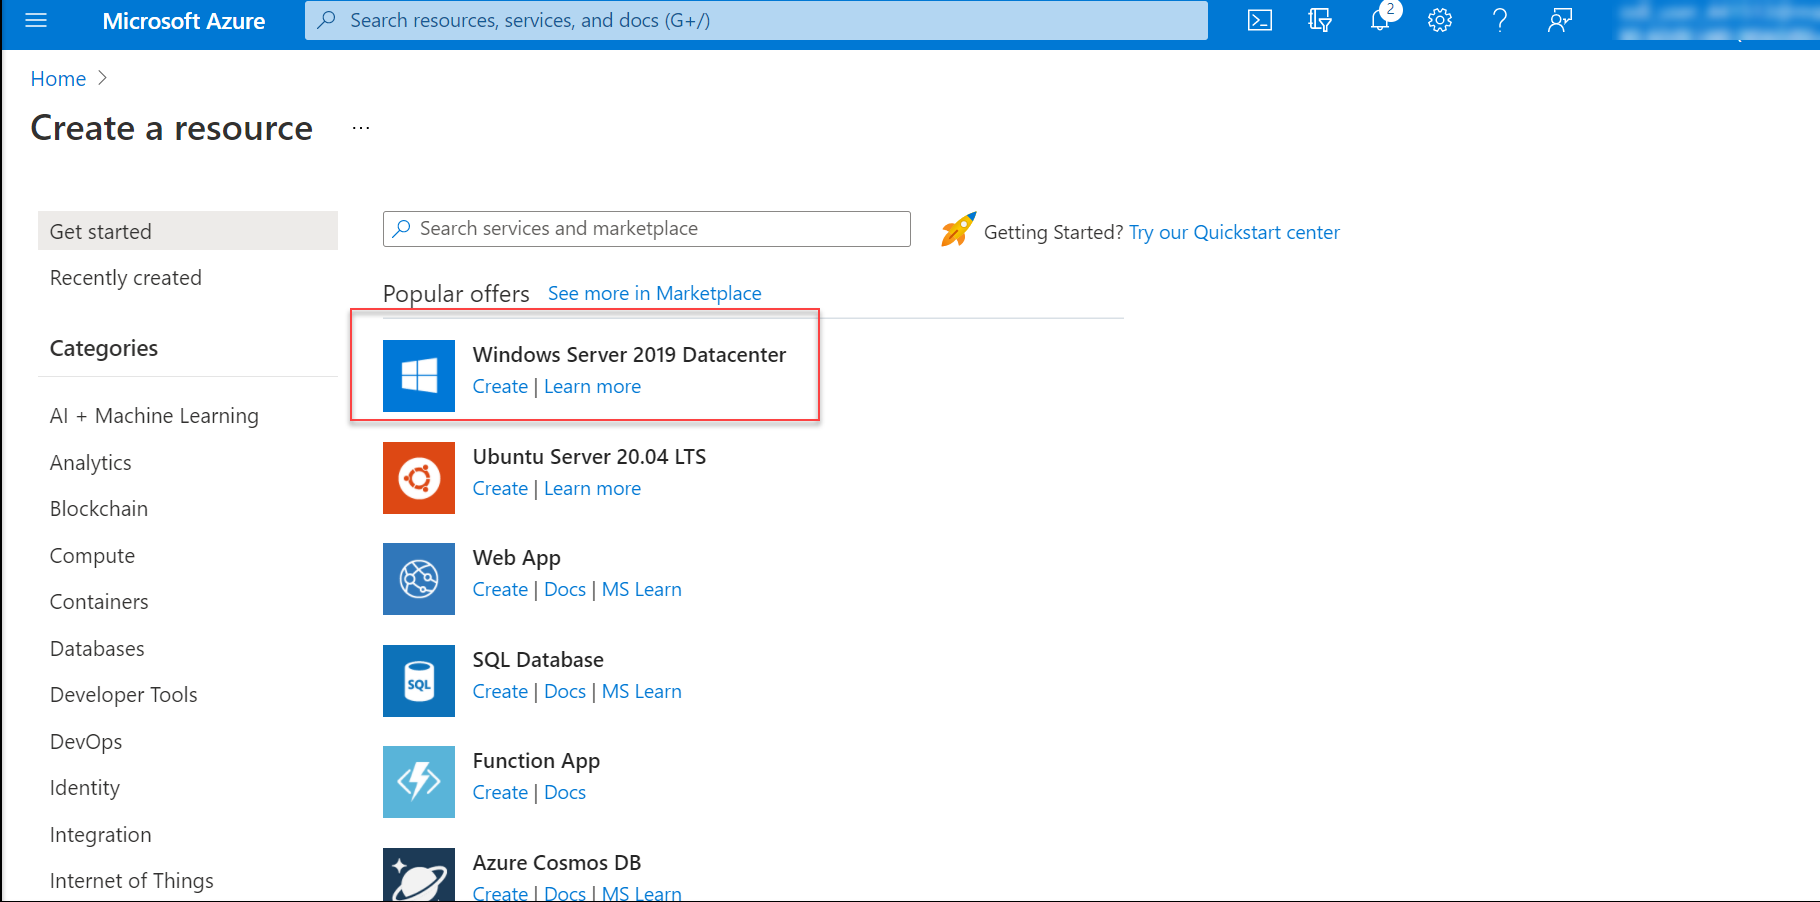 Microsoft Azure
Search resources, services, and docs (G+/)
2
Home
Create a resource
...
Get started
Recently created
Categories
AI + Machine Learning
Analytics
Blockchain
Compute
Containers
Databases
Developer Tools
DevOps
Identity
Integration
Internet of Things
Search services and marketplace
Getting Started? Try our Quickstart center
Popular offers See more in Marketplace
Windows Server 2019 Datacenter
Create | Learn more
Ubuntu Server 20.04 LTS
Create | Learn more
Web App
Create | Docs | MS Learn
SQL
SQL Database
Create | Docs | MS Learn
Function App
Create | Docs
Azure Cosmos DB
Create | Docs | MS Learn